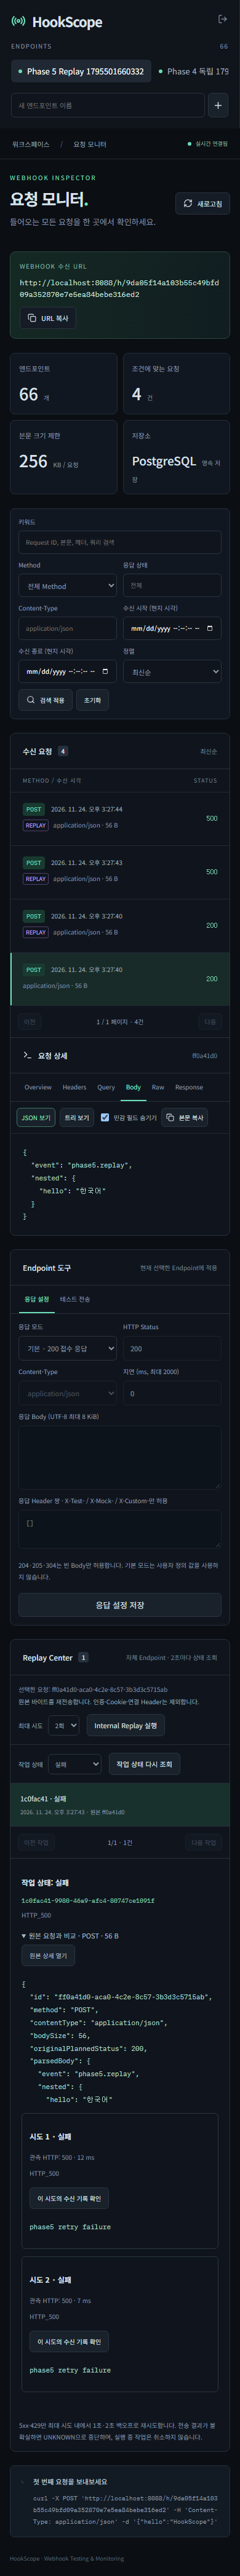 HookScope
ENDPOINTS 66
Phase 5 Replay 1795501660332 Phase 4 독립 179
새 엔드포인트 이름
워크스페이스 / 요청 모니터 실시간 연결됨
WEBHOOK INSPECTOR
요청 모니터.
새로고침
들어오는 모든 요청을 한 곳에서 확인하세요.
WEBHOOK 수신 URL
URL 복사
엔드포인트
66 개
조건에 맞는 요청
4 건
본문 크기 제한
256 KB / 요청
저장소
PostgreSQL 영속 저장
키워드
Request ID, 본문, 헤더, 쿼리 검색
Method 응답 상태
전체 Method 전체
Content-Type 수신 시작 (현지 시각)
application/json mm/dd/yyyy --:--:-- --
수신 종료 (현지 시각) 정렬
mm/dd/yyyy --:--:-- -- 최신순
검색 적용 초기화
수신 요청 4 최신순
METHOD / 수신 시각 STATUS
POST 2026. 11. 24. 오후 3:27:44
REPLAY application/json · 56 B
500
POST 2026. 11. 24. 오후 3:27:43
REPLAY application/json · 56 B
500
POST 2026. 11. 24. 오후 3:27:40
REPLAY application/json · 56 B
200
POST 2026. 11. 24. 오후 3:27:40
application/json · 56 B
200
이전 1 / 1 페이지 · 4건 다음
요청 상세 ff0a41d0
Overview Headers Query Body Raw Response
JSON 보기 트리 보기 민감 필드 숨기기 본문 복사
{
"event": "phase5.replay",
"nested": {
"hello": "한국어"
}
}
Endpoint 도구 현재 선택한 Endpoint에 적용
응답 설정 테스트 전송
응답 모드 HTTP Status
기본 · 200 접수 응답 200
Content-Type 지연 (ms, 최대 2000)
application/json 0
응답 Body (UTF-8 최대 8 KiB)
응답 Header 쌍 · X-Test- / X-Mock- / X-Custom-만 허용
[]
204·205·304는 빈 Body만 허용합니다. 기본 모드는 사용자 정의 값을 사용하
지 않습니다.
응답 설정 저장
Replay Center 1 자체 Endpoint · 2초마다 상태 조회
선택한 요청: ff0a41d0-aca0-4c2e-8c57-3b3d3c5715ab
원본 바이트를 재전송합니다. 인증·Cookie·연결 Header는 제외합니다.
최대 시도 2회 Internal Replay 실행
작업 상태 실패 작업 상태 다시 조회
1c0fac41 · 실패
2026. 11. 24. 오후 3:27:43 · 원본 ff0a41d0
이전 작업 1/1 · 1건 다음 작업
작업 상태: 실패
1c0fac41-9980-46a9-afc4-80747ce1091f
HTTP_500
▼ 원본 요청과 비교 · POST · 56 B
원본 상세 열기
{
"id": "ff0a41d0-aca0-4c2e-8c57-3b3d3c5715ab",
"method": "POST",
"contentType": "application/json",
"bodySize": 56,
"originalPlannedStatus": 200,
"parsedBody": {
"event": "phase5.replay",
"nested": {
"hello": "한국어"
시도 1 · 실패
관측 HTTP: 500 · 12 ms
HTTP_500
이 시도의 수신 기록 확인
phase5 retry failure
시도 2 · 실패
관측 HTTP: 500 · 7 ms
HTTP_500
이 시도의 수신 기록 확인
phase5 retry failure
5xx·429만 최대 시도 내에서 1초·2초 백오프로 재시도합니다. 전송 결과가 불
확실하면 UNKNOWN으로 중단하며, 실행 중 작업은 취소하지 않습니다.
첫 번째 요청을 보내보세요
HookScope · Webhook Testing & Monitoring